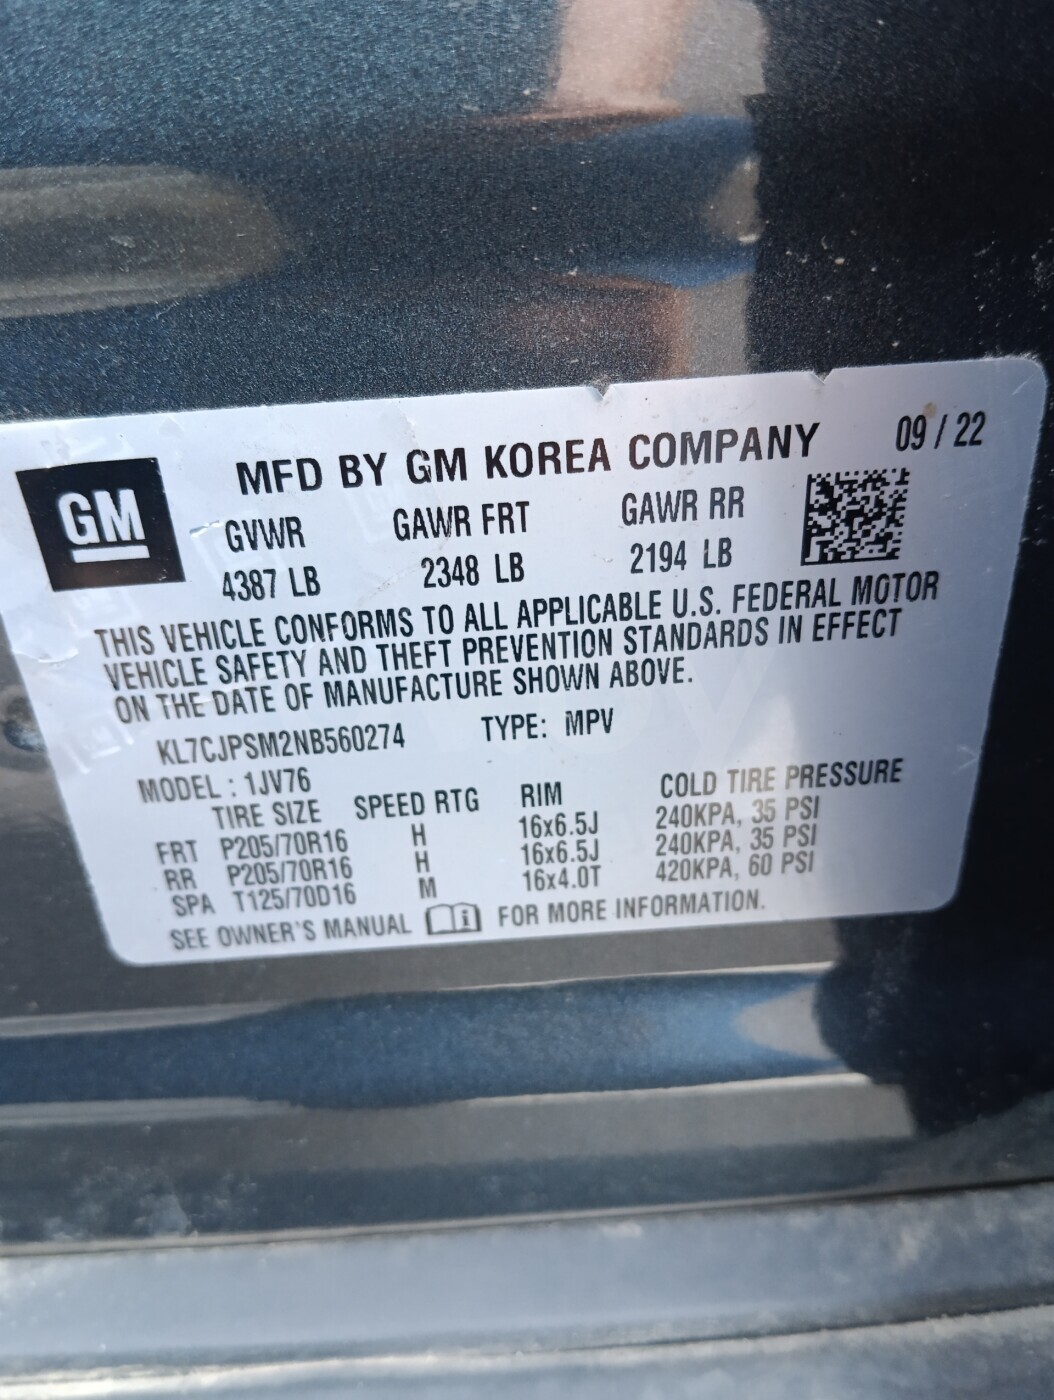 GM
MFD BY GM KOREA COMPANY 09 / 22
GVWR GAWR FRT GAWR RR
4387 LB 2348 LB 2194 LB
THIS VEHICLE CONFORMS TO ALL APPLICABLE U.S. FEDERAL MOTOR
VEHICLE SAFETY AND THEFT PREVENTION STANDARDS IN EFFECT
ON THE DATE OF MANUFACTURE SHOWN ABOVE.
KL7CJPSM2NB560274 TYPE: MPV
MODEL : 1JV76
TIRE SIZE SPEED RTG RIM COLD TIRE PRESSURE
FRT P205/70R16 H 16x6.5J 240KPA, 35 PSI
RR P205/70R16 H 16x6.5J 240KPA, 35 PSI
SPA T125/70D16 M 16x4.0T 420KPA, 60 PSI
SEE OWNER'S MANUAL FOR MORE INFORMATION.